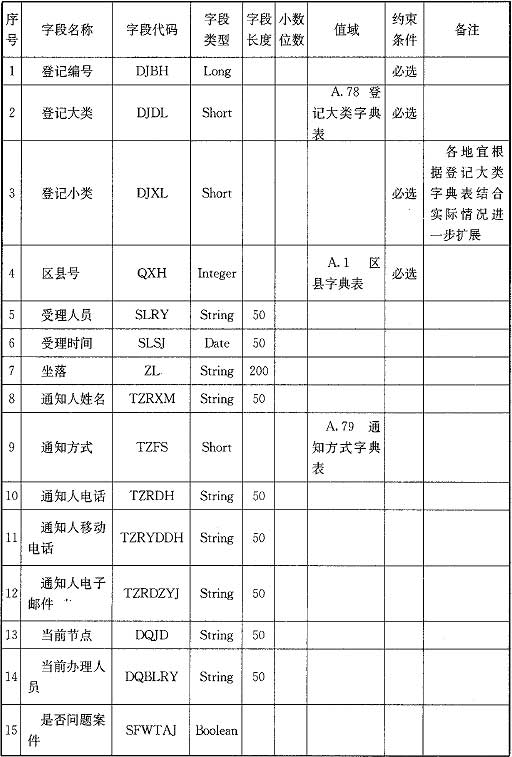 序号 字段名称 字段代码 字段类型 字段长度 小数位数 值域 约束条件 备注
1 登记编号 DJBH Long 必选
2 登记大类 DJDL Short A.78 登记大类字典表 必选
3 登记小类 DJXL Short 必选 各地宜根据登记大类字典表结合实际情况进一步扩展
4 区县号 QXH Integer A.1 区县字典表 必选
5 受理人员 SLRY String 50
6 受理时间 SLSJ Date 50
7 坐落 ZL String 200
8 通知人姓名 TZRXM String 50
9 通知方式 TZFS Short A.79 通知方式字典表
10 通知人电话 TZRDH String 50
11 通知人移动电话 TZRYDDH String 50
12 通知人电子邮件 TZRDZYJ String 50
13 当前节点 DQJD String 50
14 当前办理人员 DQBLRY String 50
15 是否问题案件 SFWTAJ Boolean